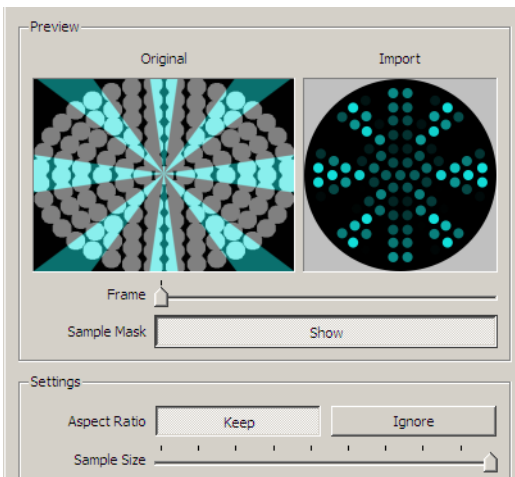 Preview
Original Import
Frame
Sample Mask Show
Settings
Aspect Ratio Keep Ignore
Sample Size